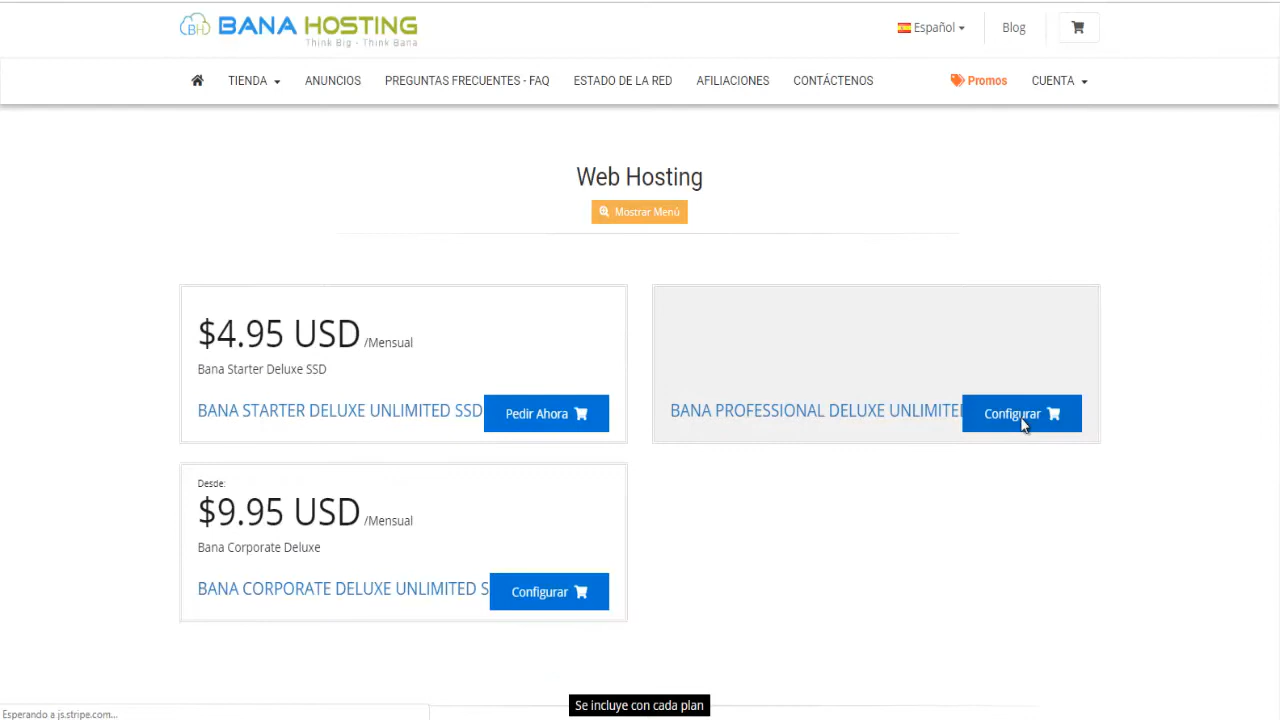 BANA HOSTING
Think Big - Think Bana
Español
Blog
TIENDA
ANUNCIOS
PREGUNTAS FRECUENTES - FAQ
ESTADO DE LA RED
AFILIACIONES
CONTÁCTENOS
Promos
CUENTA
Web Hosting
Mostrar Menú
$4.95 USD /Mensual
Bana Starter Deluxe SSD
BANA STARTER DELUXE UNLIMITED SSD
Pedir Ahora
BANA PROFESSIONAL DELUXE UNLIMITE
Configurar
Desde:
$9.95 USD /Mensual
Bana Corporate Deluxe
BANA CORPORATE DELUXE UNLIMITED S
Configurar
Se incluye con cada plan
Esperando a js.stripe.com...